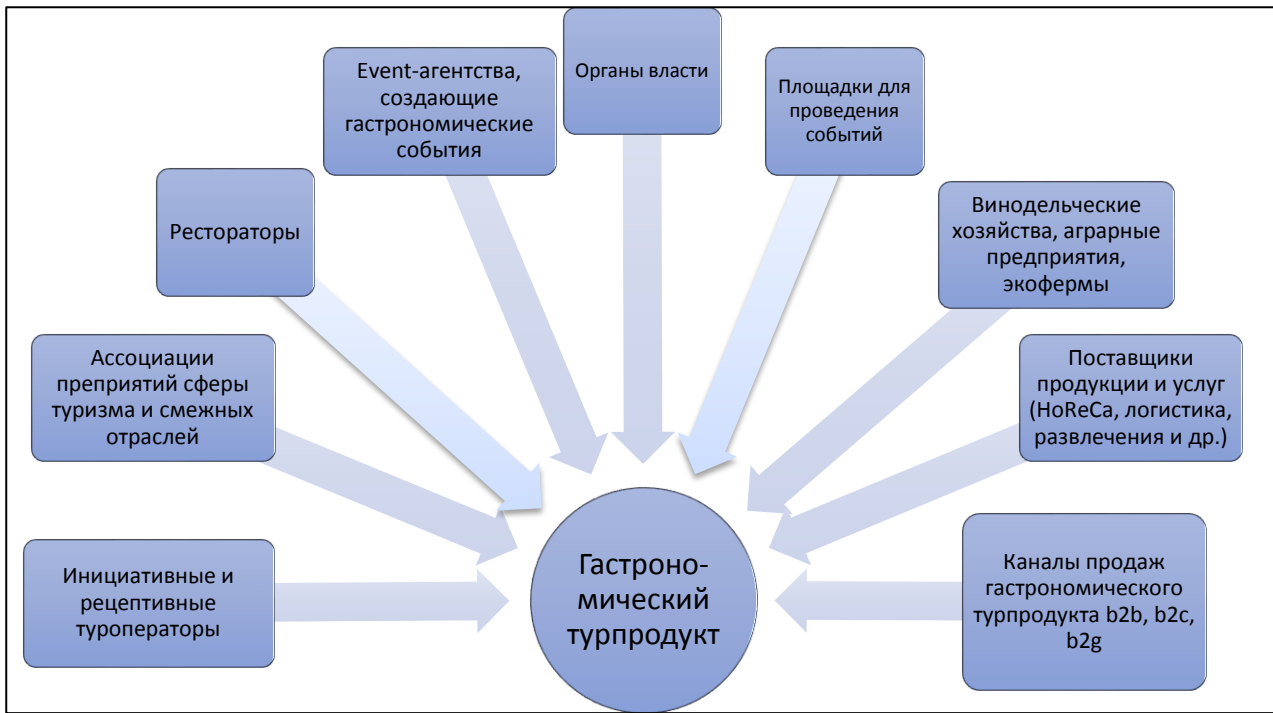 Органы власти
Event-агентства,
создающие
гастрономические
события
Площадки для
проведения
событий
Рестораторы
Винодельческие
хозяйства, аграрные
предприятия,
экофермы
Ассоциации
преприятий сферы
туризма и смежных
отраслей
Поставщики
продукции и услуг
(HoReCa, логистика,
развлечения и др.)
Инициативные и
рецептивные
туроператоры
Гастроно-
мический
турпродукт
Каналы продаж
гастрономического
турпродукта b2b, b2c,
b2g